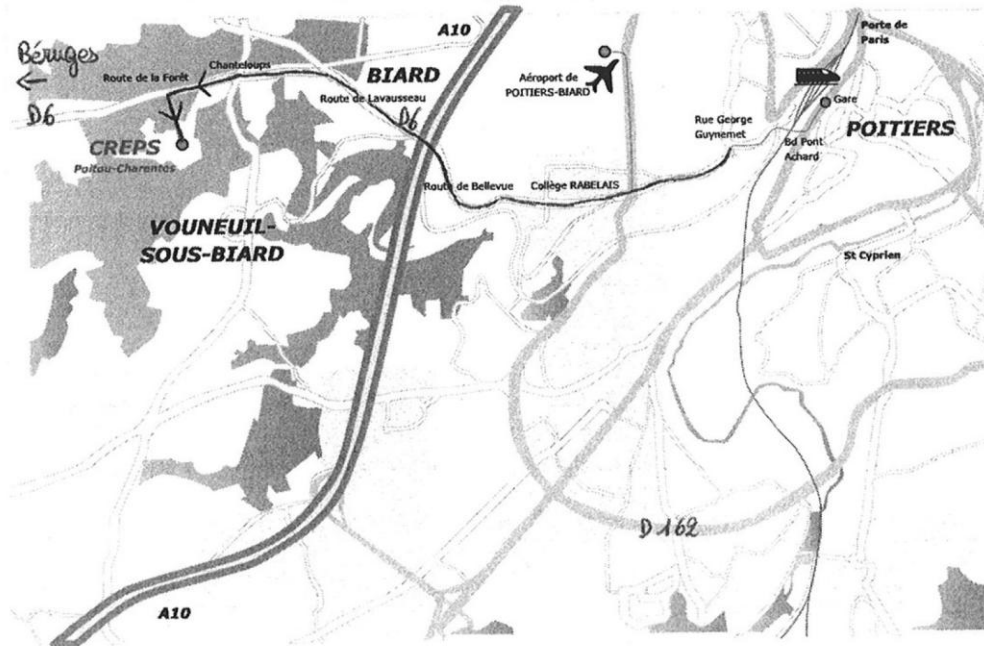 A10
Porte de
Paris
Béruges
Chanteloups
Route de la Forêt
BIARD
Aéroport de
POITIERS-BIARD
Route de Lavausseau
D6
D6
Gare
Rue George
Guynemet
POITIERS
Bd Pont
Achard
CREPS
Poitou-Charentes
Route de Bellevue
Collège RABELAIS
VOUNEUIL-
SOUS-BIARD
St Cyprien
D 162
A10